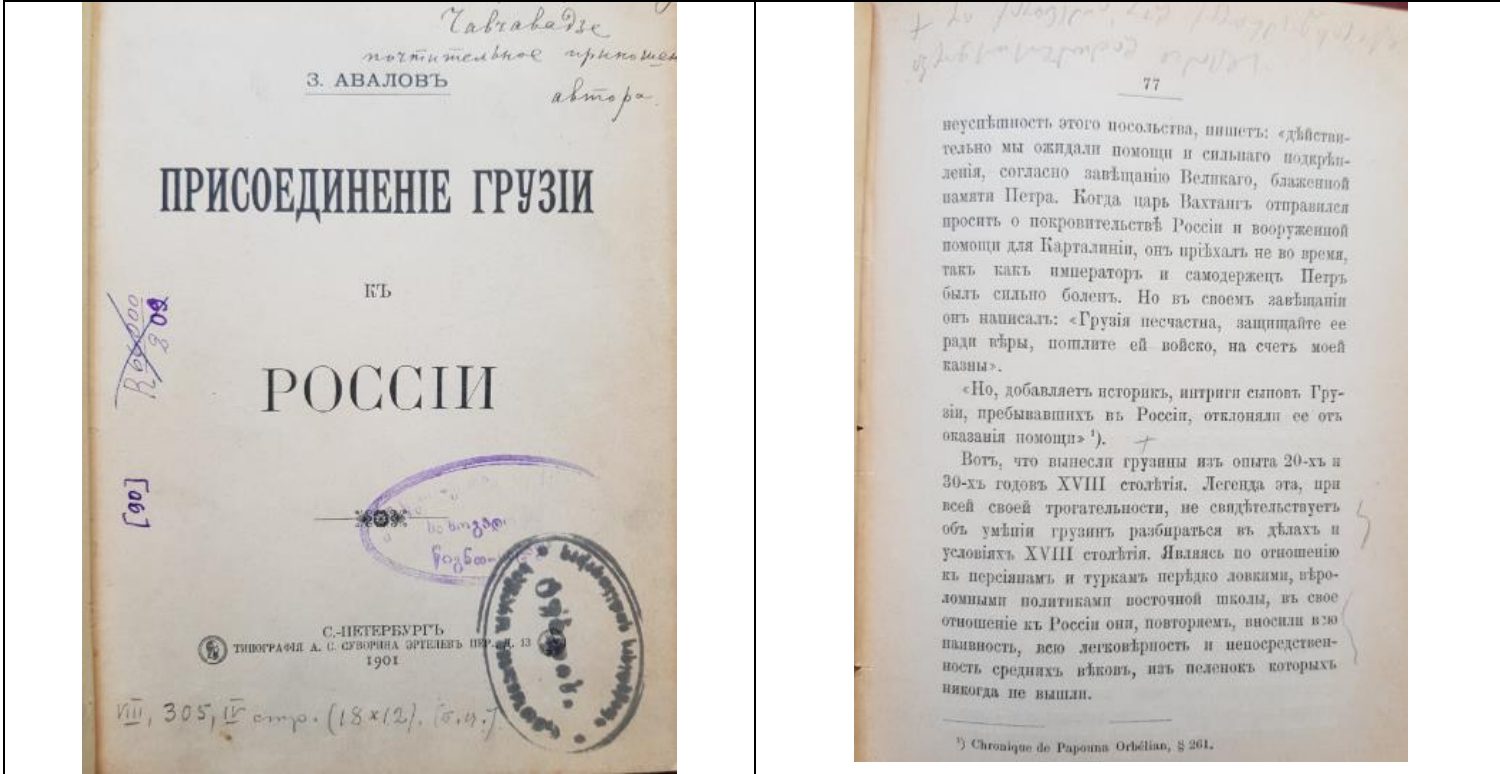 Чавчавадзе
почтительное приношен
автора.
З. АВАЛОВЪ
ПРИСОЕДИНЕНІЕ ГРУЗІИ
КЪ
РОССІИ
[90]
С.-ПЕТЕРБУРГЪ
ТИПОГРАФІЯ А. С. СУВОРИНА ЭРТЕЛЕВЪ ПЕР., Д. 13
1901
VIII, 305, IV стр. (18×12).
77
неуспѣшность этого посольства, пишетъ: «дѣйстви-
тельно мы ожидали помощи и сильнаго подкрѣп-
ленія, согласно завѣщанію Великаго, блаженной
памяти Петра. Когда царь Вахтангъ отправился
просить о покровительствѣ Россіи и вооруженной
помощи для Карталиніи, онъ пріѣхалъ не во время,
такъ какъ императоръ и самодержецъ Петръ
былъ сильно боленъ. Но въ своемъ завѣщаніи
онъ написалъ: «Грузія несчастна, защищайте ее
ради вѣры, пошлите ей войско, на счетъ моей
казны».
«Но, добавляетъ историкъ, интриги сыновъ Гру-
зіи, пребывавшихъ въ Россіи, отклоняли ее отъ
оказанія помощи» ¹).
Вотъ, что вынесли грузины изъ опыта 20-хъ и
30-хъ годовъ XVIII столѣтія. Легенда эта, при
всей своей трогательности, не свидѣтельствуетъ
объ умѣніи грузинъ разбираться въ дѣлахъ и
условіяхъ XVIII столѣтія. Являясь по отношенію
къ персіянамъ и туркамъ нерѣдко ловкими, вѣро-
ломными политиками восточной школы, въ свое
отношеніе къ Россіи они, повторяемъ, вносили всю
наивность, всю легковѣрность и непосредствен-
ность среднихъ вѣковъ, изъ пеленокъ которыхъ
никогда не вышли.
¹) Chronique de Papouna Orbélian, § 261.